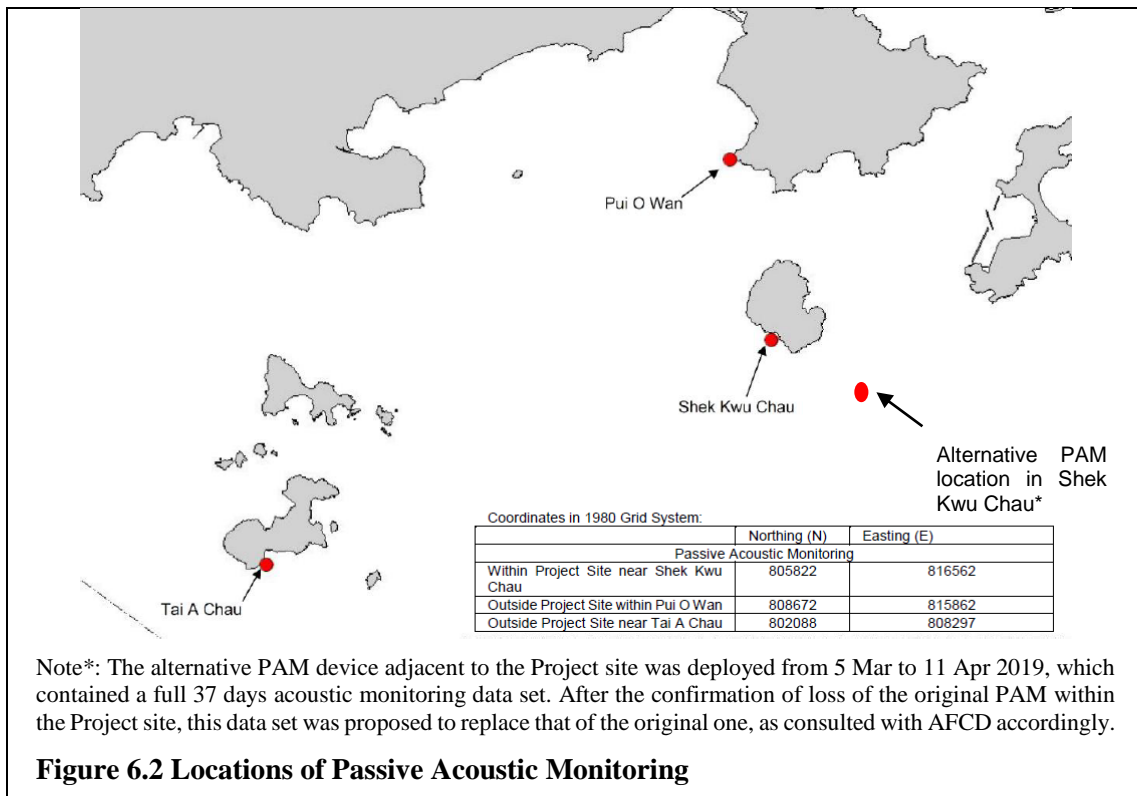 Pui O Wan
Shek Kwu Chau
Alternative PAM
location in Shek
Kwu Chau*
Tai A Chau
Coordinates in 1980 Grid System:
Northing (N) Easting (E)
Passive Acoustic Monitoring
Within Project Site near Shek Kwu 805822 816562
Chau
Outside Project Site within Pui O Wan 808672 815862
Outside Project Site near Tai A Chau 802088 808297
Note*: The alternative PAM device adjacent to the Project site was deployed from 5 Mar to 11 Apr 2019, which
contained a full 37 days acoustic monitoring data set. After the confirmation of loss of the original PAM within
the Project site, this data set was proposed to replace that of the original one, as consulted with AFCD accordingly.
Figure 6.2 Locations of Passive Acoustic Monitoring